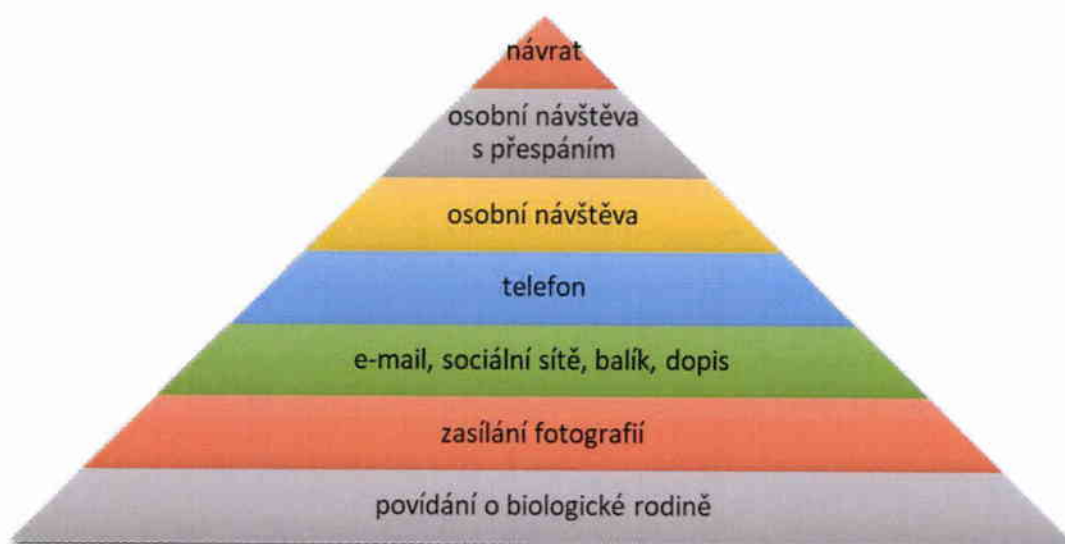 návrat
osobní návštěva
s přespáním
osobní návštěva
telefon
e-mail, sociální sítě, balík, dopis
zasílání fotografií
povídání o biologické rodině